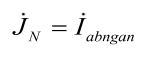 J̇_N = İ_abngan